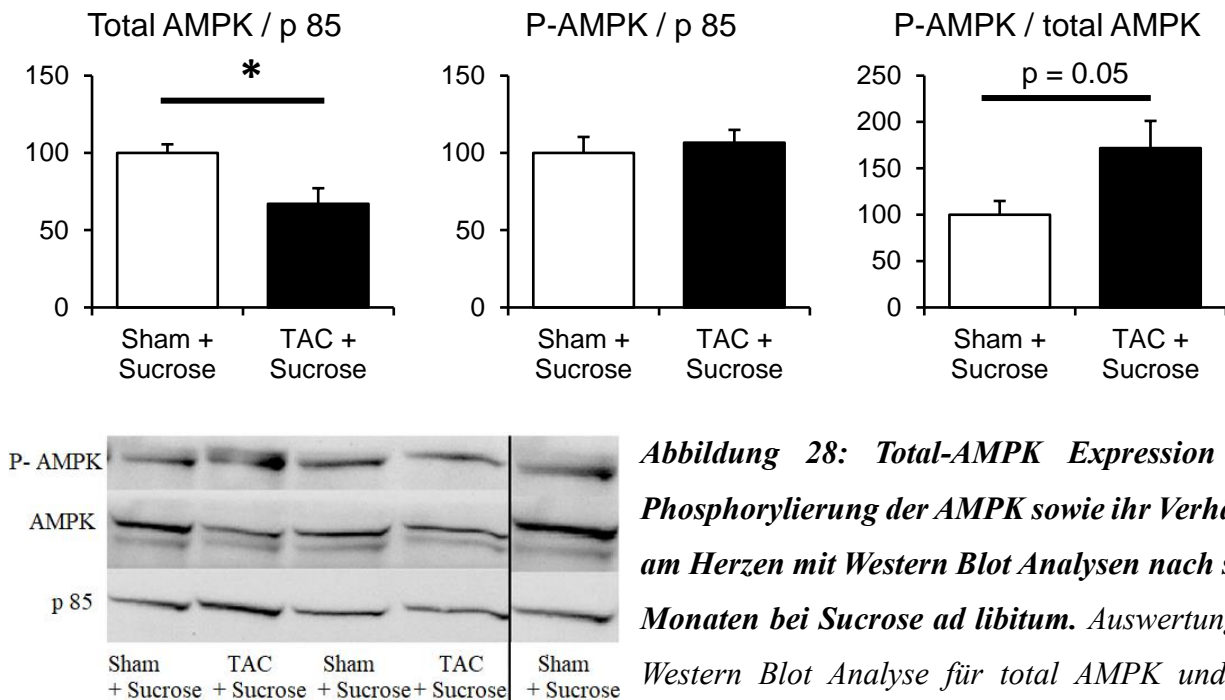 Total AMPK / p 85
150
100
50
0
*
Sham +
Sucrose
TAC +
Sucrose
P-AMPK / p 85
150
100
50
0
Sham +
Sucrose
TAC +
Sucrose
P-AMPK / total AMPK
250
200
150
100
50
0
p = 0.05
Sham +
Sucrose
TAC +
Sucrose
P- AMPK
AMPK
p 85
Sham TAC Sham TAC Sham
+ Sucrose + Sucrose + Sucrose + Sucrose + Sucrose
Abbildung 28: Total-AMPK Expression
Phosphorylierung der AMPK sowie ihr Verha
am Herzen mit Western Blot Analysen nach s
Monaten bei Sucrose ad libitum. Auswertung
Western Blot Analyse für total AMPK und